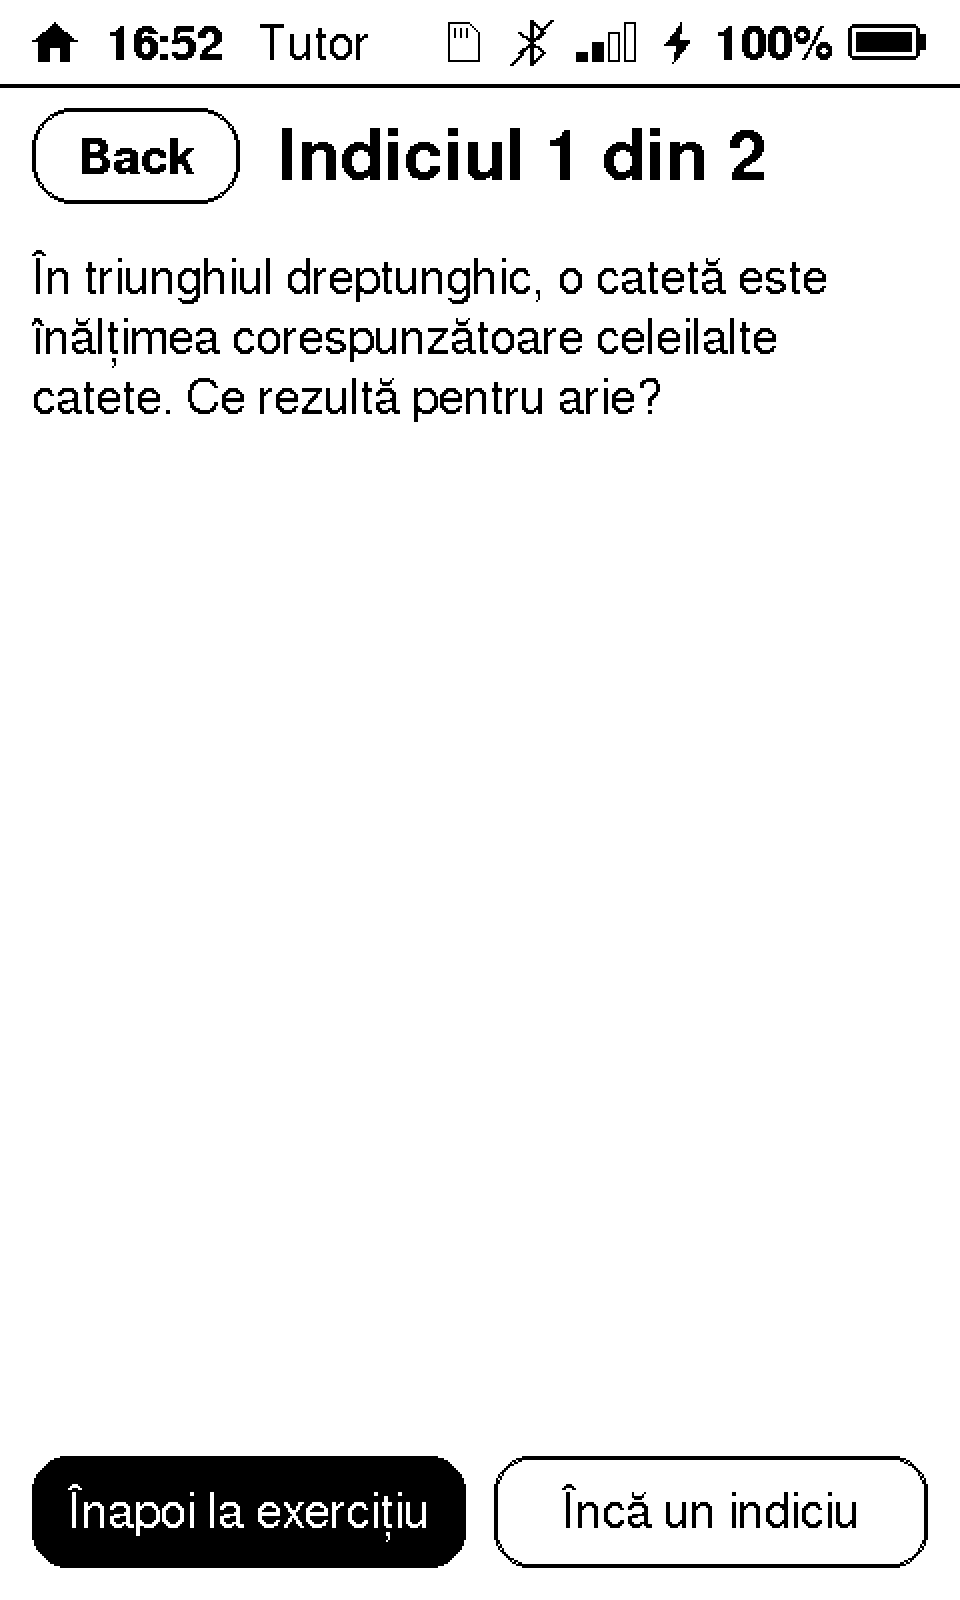 16:52 Tutor 100%
Back Indiciul 1 din 2
În triunghiul dreptunghic, o catetă este
înălțimea corespunzătoare celeilalte
catete. Ce rezultă pentru arie?
Înapoi la exercițiu Încă un indiciu